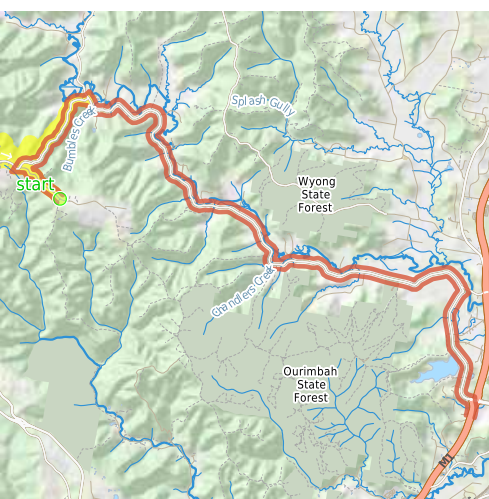 Splash Gully
Bumbles Creek
start
Wyong
State
Forest
Chandlers Creek
Ourimbah
State
Forest
M1